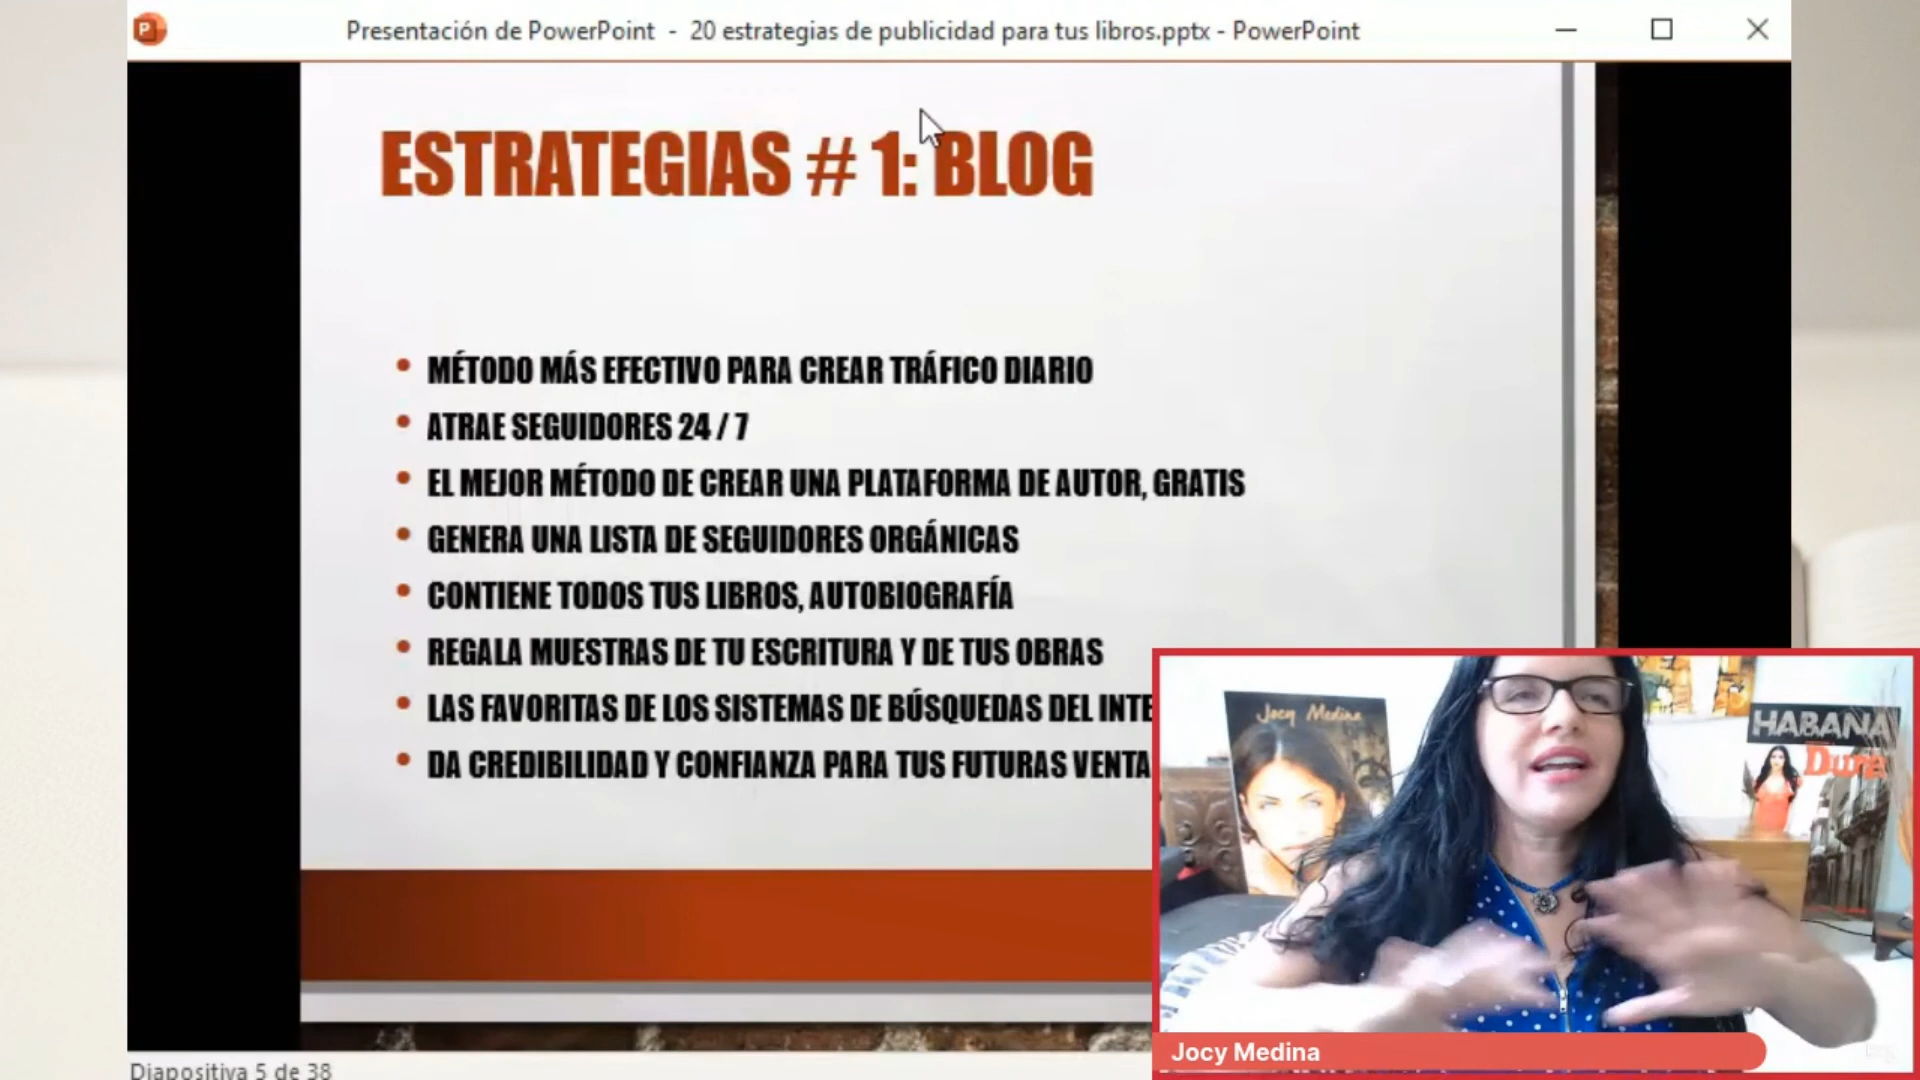 Presentación de PowerPoint - 20 estrategias de publicidad para tus libros.pptx - PowerPoint
ESTRATEGIAS # 1: BLOG
• MÉTODO MÁS EFECTIVO PARA CREAR TRÁFICO DIARIO
• ATRAE SEGUIDORES 24 / 7
• EL MEJOR MÉTODO DE CREAR UNA PLATAFORMA DE AUTOR, GRATIS
• GENERA UNA LISTA DE SEGUIDORES ORGÁNICAS
• CONTIENE TODOS TUS LIBROS, AUTOBIOGRAFÍA
• REGALA MUESTRAS DE TU ESCRITURA Y DE TUS OBRAS
• LAS FAVORITAS DE LOS SISTEMAS DE BÚSQUEDAS DEL INTE
• DA CREDIBILIDAD Y CONFIANZA PARA TUS FUTURAS VENTA
Jocy Medina
HABANA
Dura
Jocy Medina
Diapositiva 5 de 38